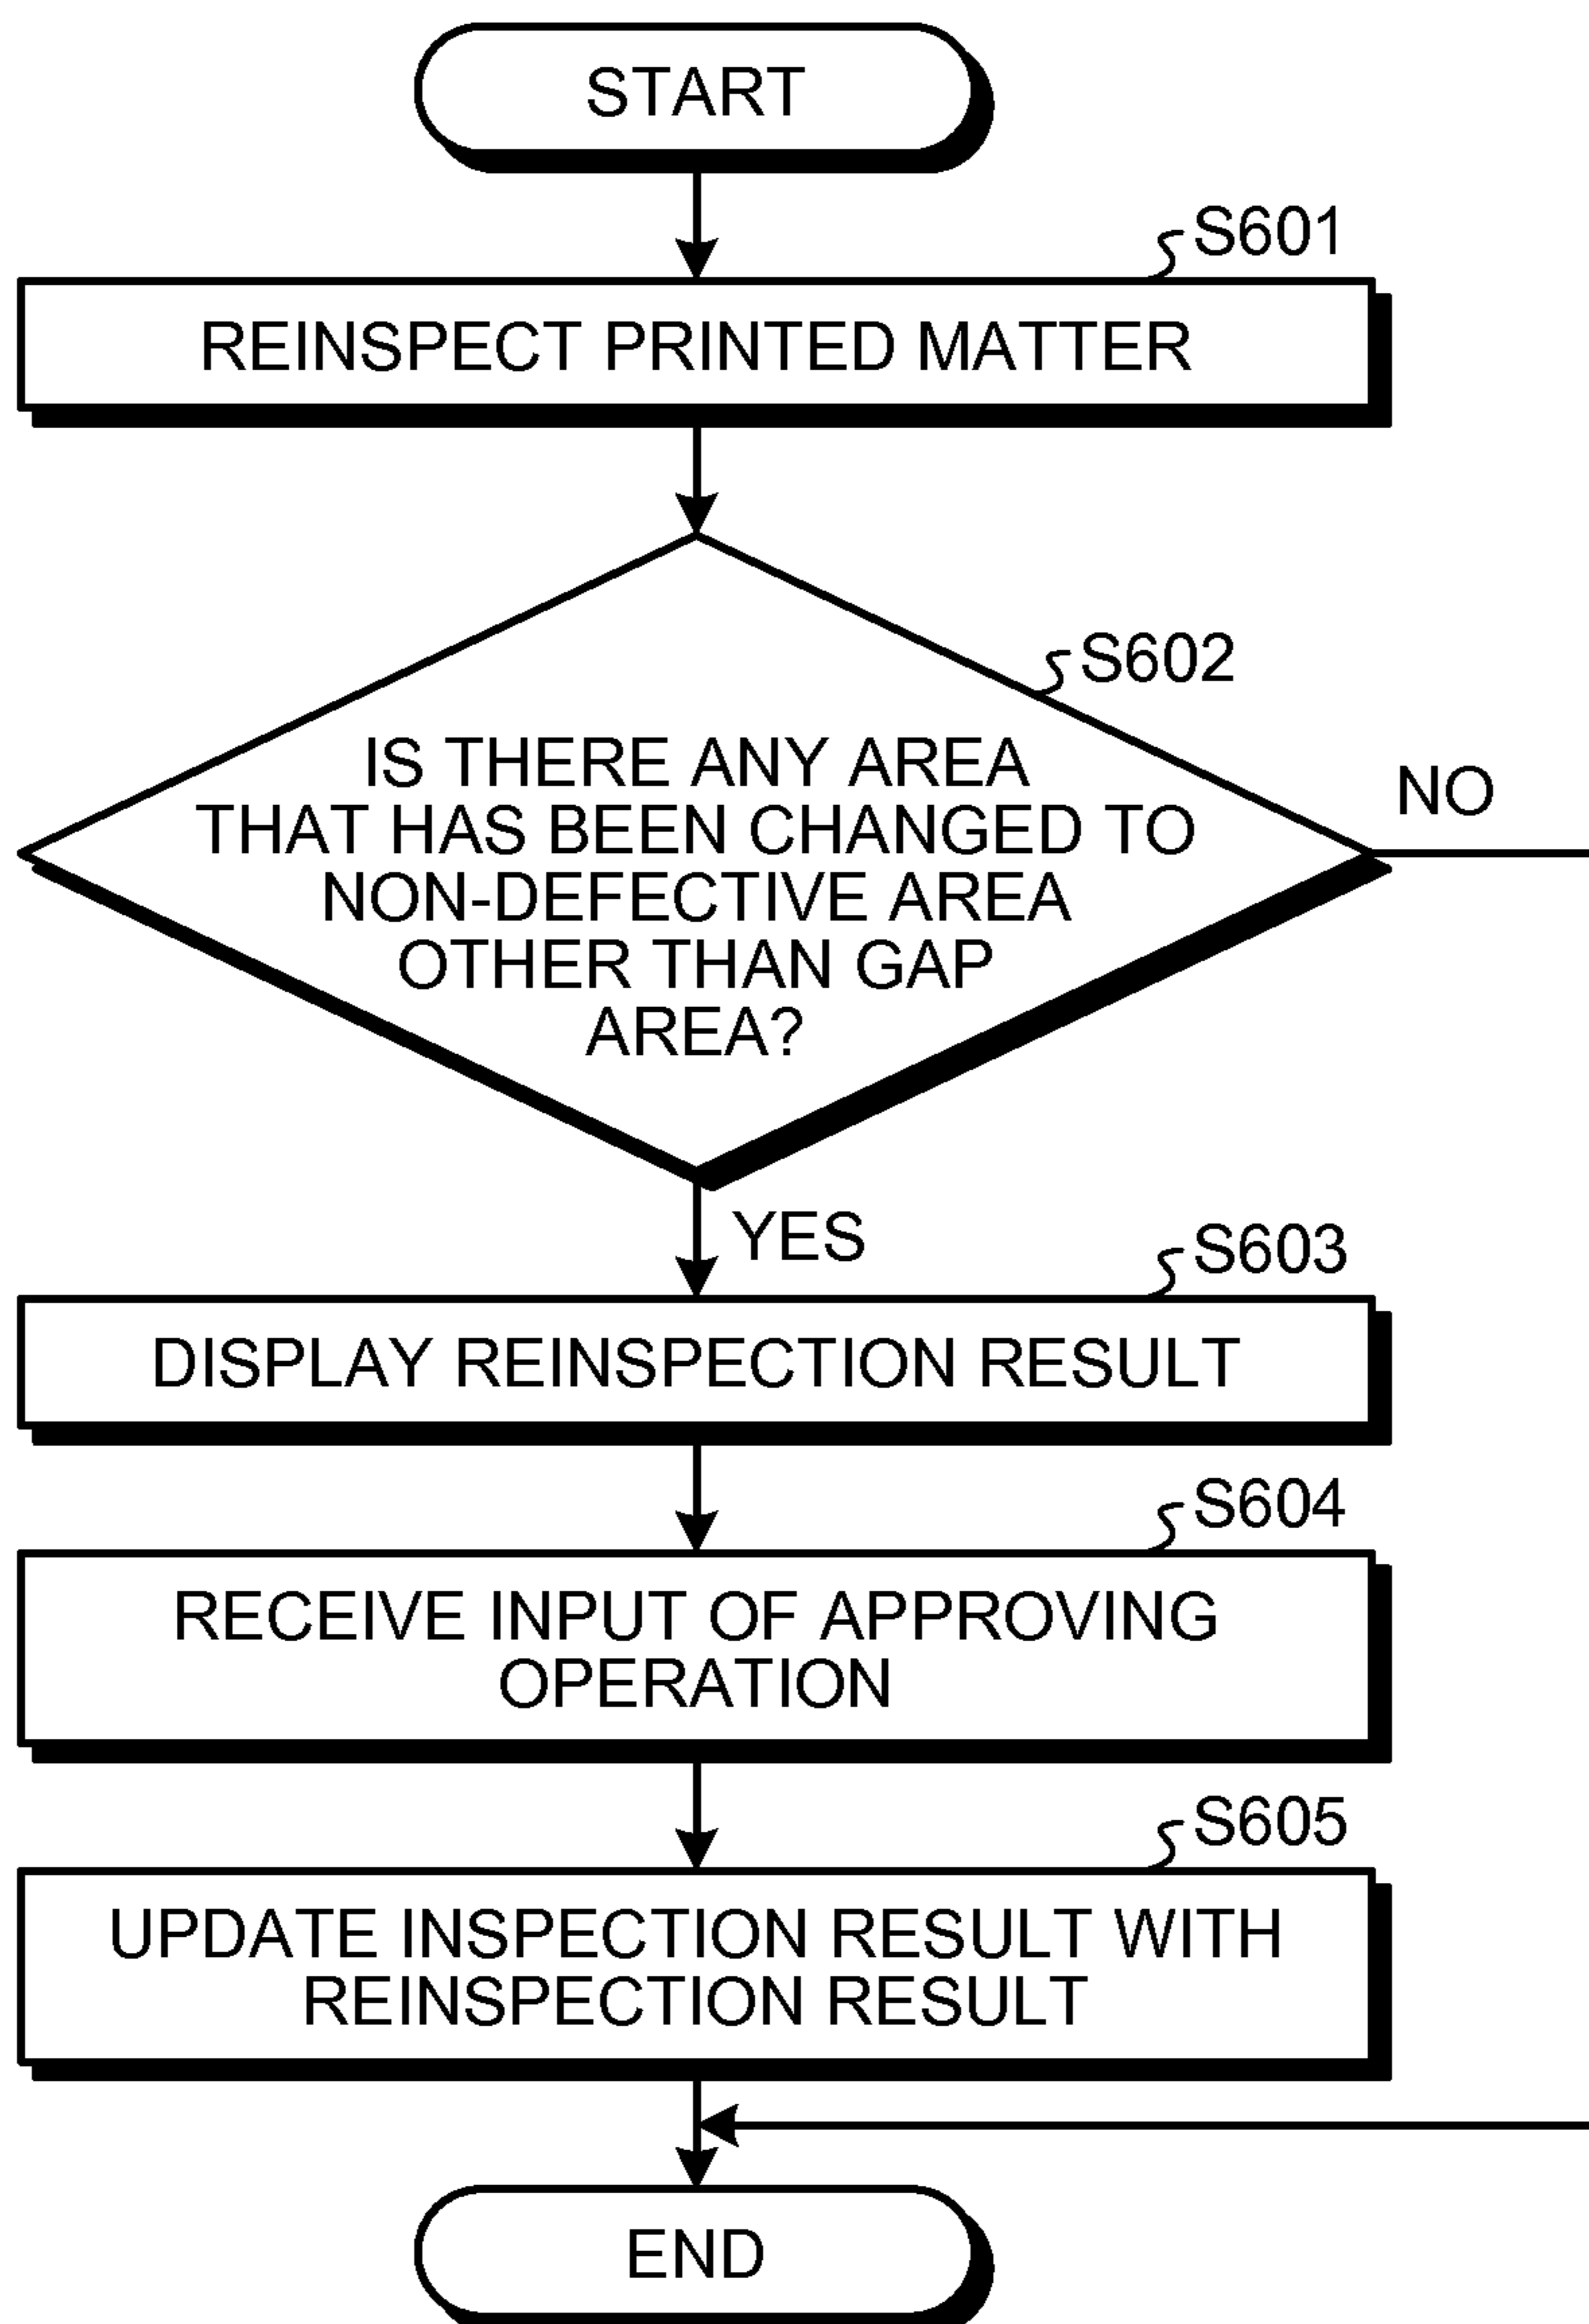 START
S601
REINSPECT PRINTED MATTER
S602
IS THERE ANY AREA
THAT HAS BEEN CHANGED TO
NON-DEFECTIVE AREA
OTHER THAN GAP
AREA?
NO
YES
S603
DISPLAY REINSPECTION RESULT
S604
RECEIVE INPUT OF APPROVING
OPERATION
S605
UPDATE INSPECTION RESULT WITH
REINSPECTION RESULT
END